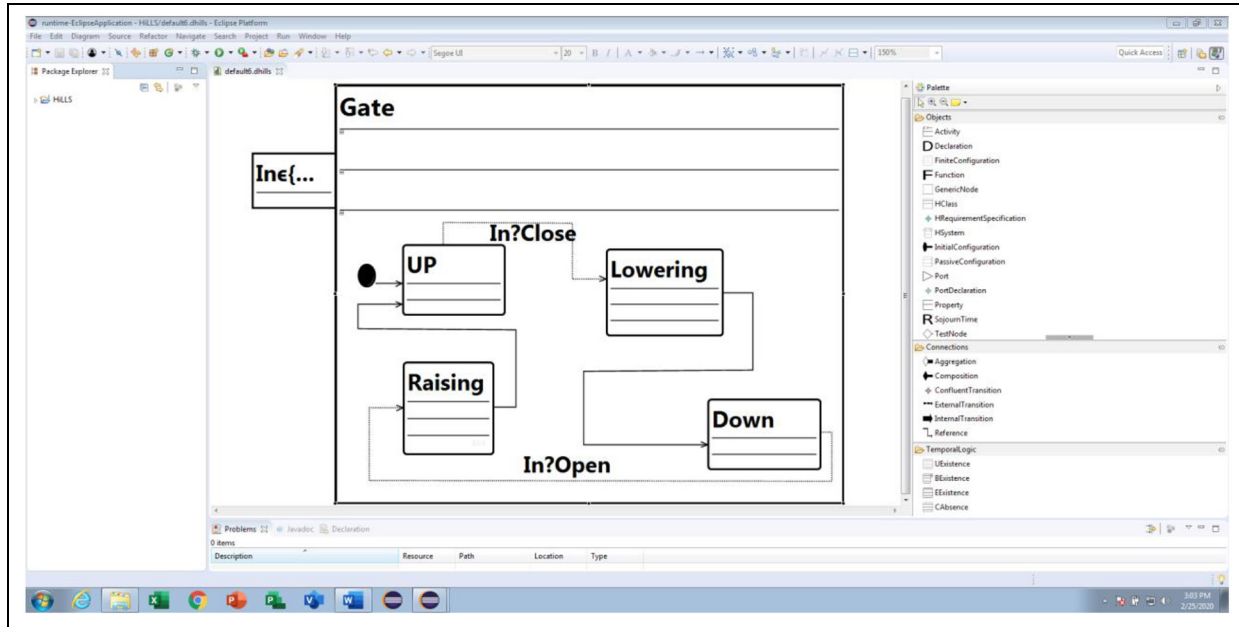 runtime-EclipseApplication - HiLLS/default6.dhills - Eclipse Platform
File Edit Diagram Source Refactor Navigate Search Project Run Window Help
Segoe UI 20 B I A 150% Quick Access
Package Explorer
default6.dhills
HiLLS
Gate
In∈{...
In?Close
UP
Lowering
Raising
Down
In?Open
Palette
Objects
Activity
Declaration
FiniteConfiguration
Function
GenericNode
HClass
HRequirementSpecification
HSystem
InitialConfiguration
PassiveConfiguration
Port
PortDeclaration
Property
SojournTime
TestNode
Connections
Aggregation
Composition
ConfluentTransition
ExternalTransition
InternalTransition
Reference
TemporalLogic
UExistence
BExistence
EExistence
CAbsence
Problems Javadoc Declaration
0 items
Description Resource Path Location Type
3:03 PM
2/25/2020